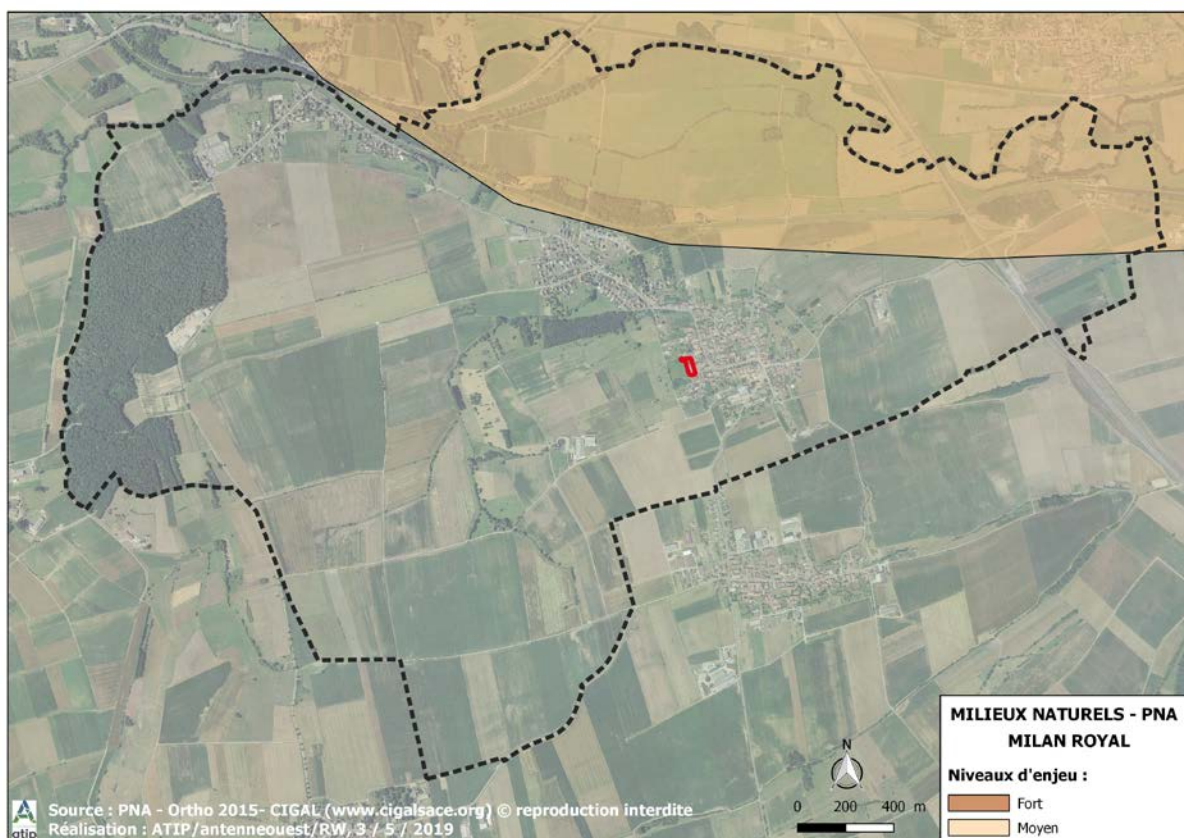 MILIEUX NATURELS - PNA
MILAN ROYAL
Niveaux d'enjeu :
Fort
Moyen
N
0 200 400 m
atip
Source : PNA - Ortho 2015- CIGAL (www.cigalsace.org) © reproduction interdite
Réalisation : ATIP/antenneouest/RW, 3 / 5 / 2019